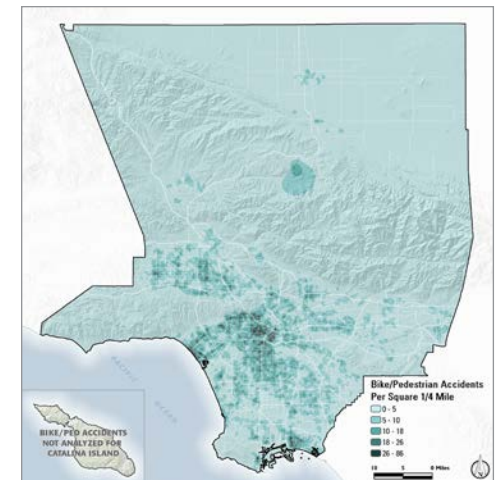 PACIFIC OCEAN
BIKE/PED ACCIDENTS
NOT ANALYZED FOR
CATALINA ISLAND
Bike/Pedestrian Accidents
Per Square 1/4 Mile
0 - 5
5 - 10
10 - 18
18 - 26
26 - 86
10 5 0 Miles